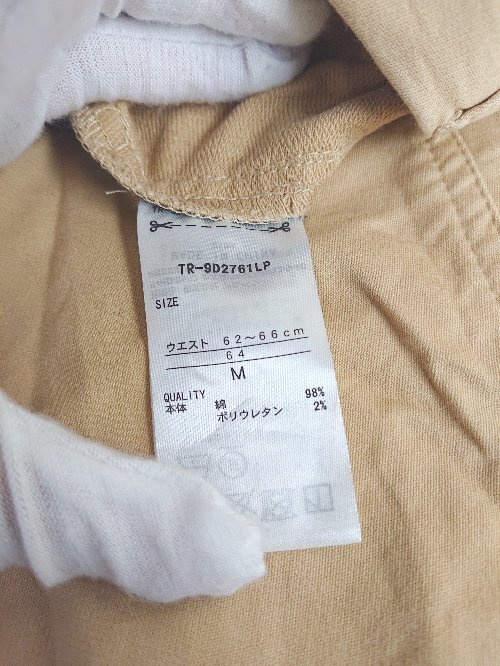 TR-9D2761LP
SIZE
ウエスト 62～66cm
64
M
QUALITY 98%
本体 綿 2%
ポリウレタン